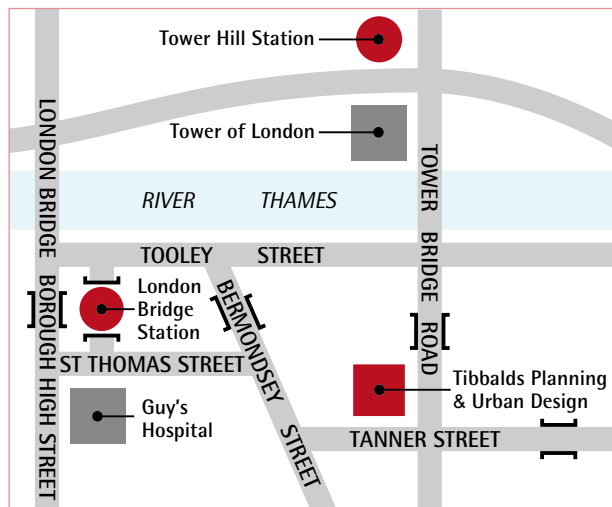 Tower Hill Station
Tower of London
LONDON BRIDGE
TOWER BRIDGE ROAD
RIVER THAMES
TOOLEY STREET
London
Bridge
Station
BOROUGH HIGH STREET
BERMONDSEY STREET
ST THOMAS STREET
Guy's
Hospital
Tibbalds Planning
& Urban Design
TANNER STREET